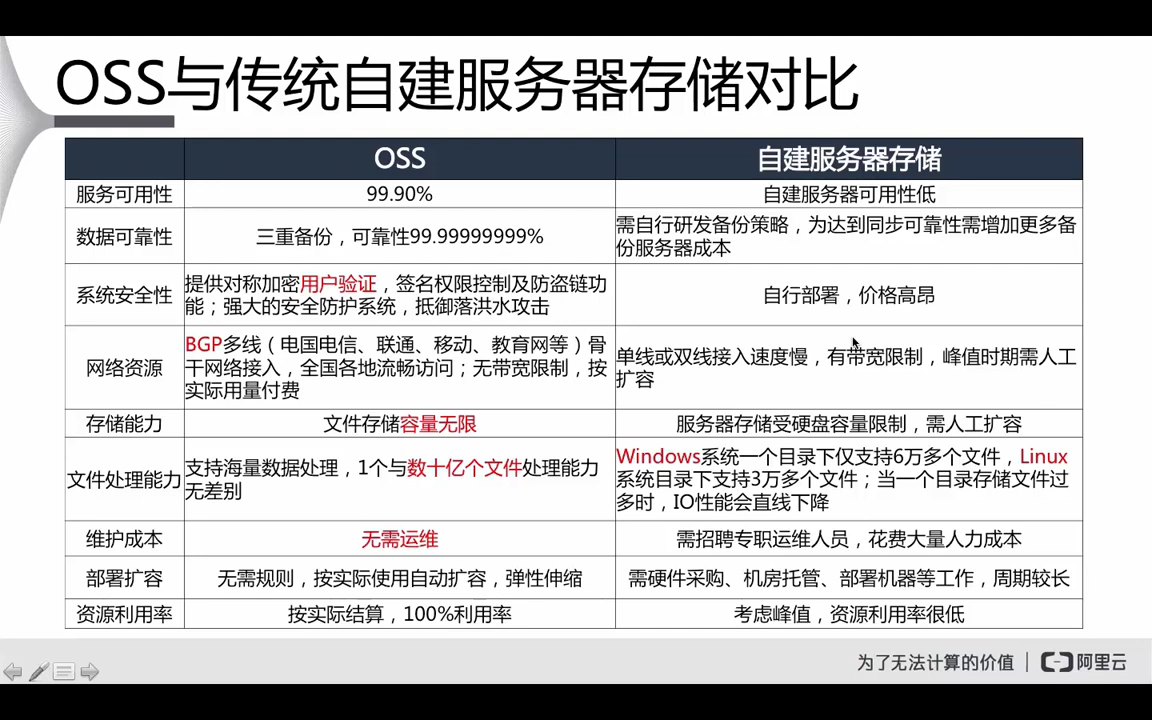 OSS与传统自建服务器存储对比
OSS
自建服务器存储
服务可用性
99.90%
自建服务器可用性低
数据可靠性
三重备份，可靠性99.99999999%
需自行研发备份策略，为达到同步可靠性需增加更多备
份服务器成本
系统安全性
提供对称加密用户验证，签名权限控制及防盗链功
能；强大的安全防护系统，抵御落洪水攻击
自行部署，价格高昂
网络资源
BGP多线（电国电信、联通、移动、教育网等）骨
干网络接入，全国各地流畅访问；无带宽限制，按
实际用量付费
单线或双线接入速度慢，有带宽限制，峰值时期需人工
扩容
存储能力
文件存储容量无限
服务器存储受硬盘容量限制，需人工扩容
文件处理能力
支持海量数据处理，1个与数十亿个文件处理能力
无差别
Windows系统一个目录下仅支持6万多个文件，Linux
系统目录下支持3万多个文件；当一个目录存储文件过
多时，IO性能会直线下降
维护成本
无需运维
需招聘专职运维人员，花费大量人力成本
部署扩容
无需规则，按实际使用自动扩容，弹性伸缩
需硬件采购、机房托管、部署机器等工作，周期较长
资源利用率
按实际结算，100%利用率
考虑峰值，资源利用率很低
为了无法计算的价值 | 阿里云